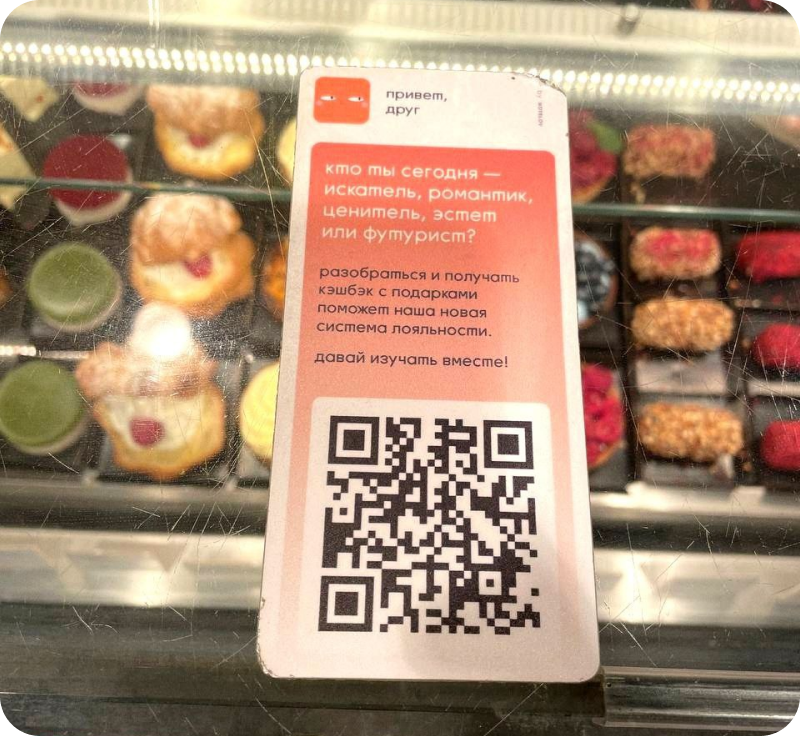 привет,
друг
кто ты сегодня —
искатель, романтик,
ценитель, эстет
или футурист?
разобраться и получать
кэшбэк с подарками
поможет наша новая
система лояльности.
давай изучать вместе!